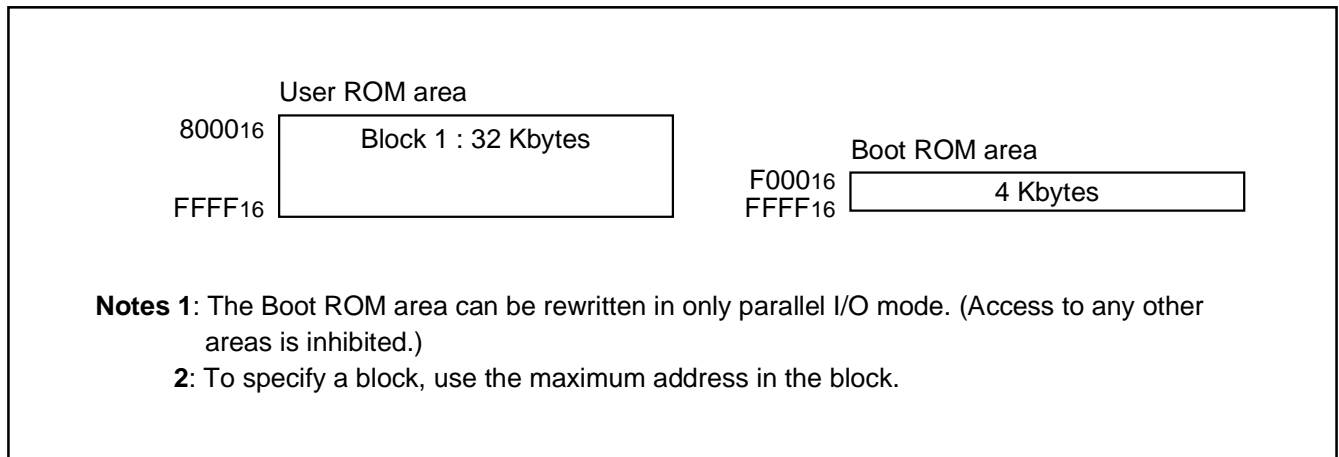 User ROM area
8000₁₆
Block 1 : 32 Kbytes
FFFF₁₆
Boot ROM area
F000₁₆
4 Kbytes
FFFF₁₆
Notes 1: The Boot ROM area can be rewritten in only parallel I/O mode. (Access to any other
areas is inhibited.)
2: To specify a block, use the maximum address in the block.